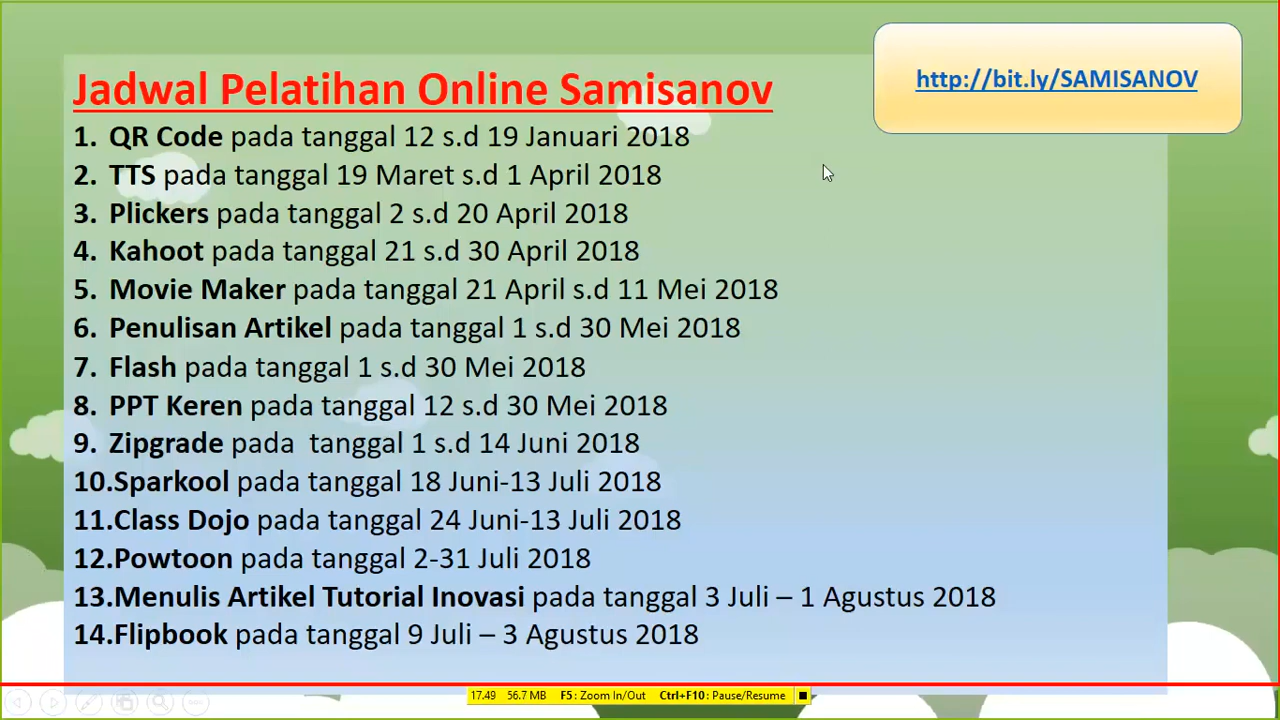 Jadwal Pelatihan Online Samisanov
http://bit.ly/SAMISANOV
1. QR Code pada tanggal 12 s.d 19 Januari 2018
2. TTS pada tanggal 19 Maret s.d 1 April 2018
3. Plickers pada tanggal 2 s.d 20 April 2018
4. Kahoot pada tanggal 21 s.d 30 April 2018
5. Movie Maker pada tanggal 21 April s.d 11 Mei 2018
6. Penulisan Artikel pada tanggal 1 s.d 30 Mei 2018
7. Flash pada tanggal 1 s.d 30 Mei 2018
8. PPT Keren pada tanggal 12 s.d 30 Mei 2018
9. Zipgrade pada  tanggal 1 s.d 14 Juni 2018
10.Sparkool pada tanggal 18 Juni-13 Juli 2018
11.Class Dojo pada tanggal 24 Juni-13 Juli 2018
12.Powtoon pada tanggal 2-31 Juli 2018
13.Menulis Artikel Tutorial Inovasi pada tanggal 3 Juli – 1 Agustus 2018
14.Flipbook pada tanggal 9 Juli – 3 Agustus 2018
17.49 56.7 MB F5: Zoom In/Out Ctrl+F10: Pause/Resume